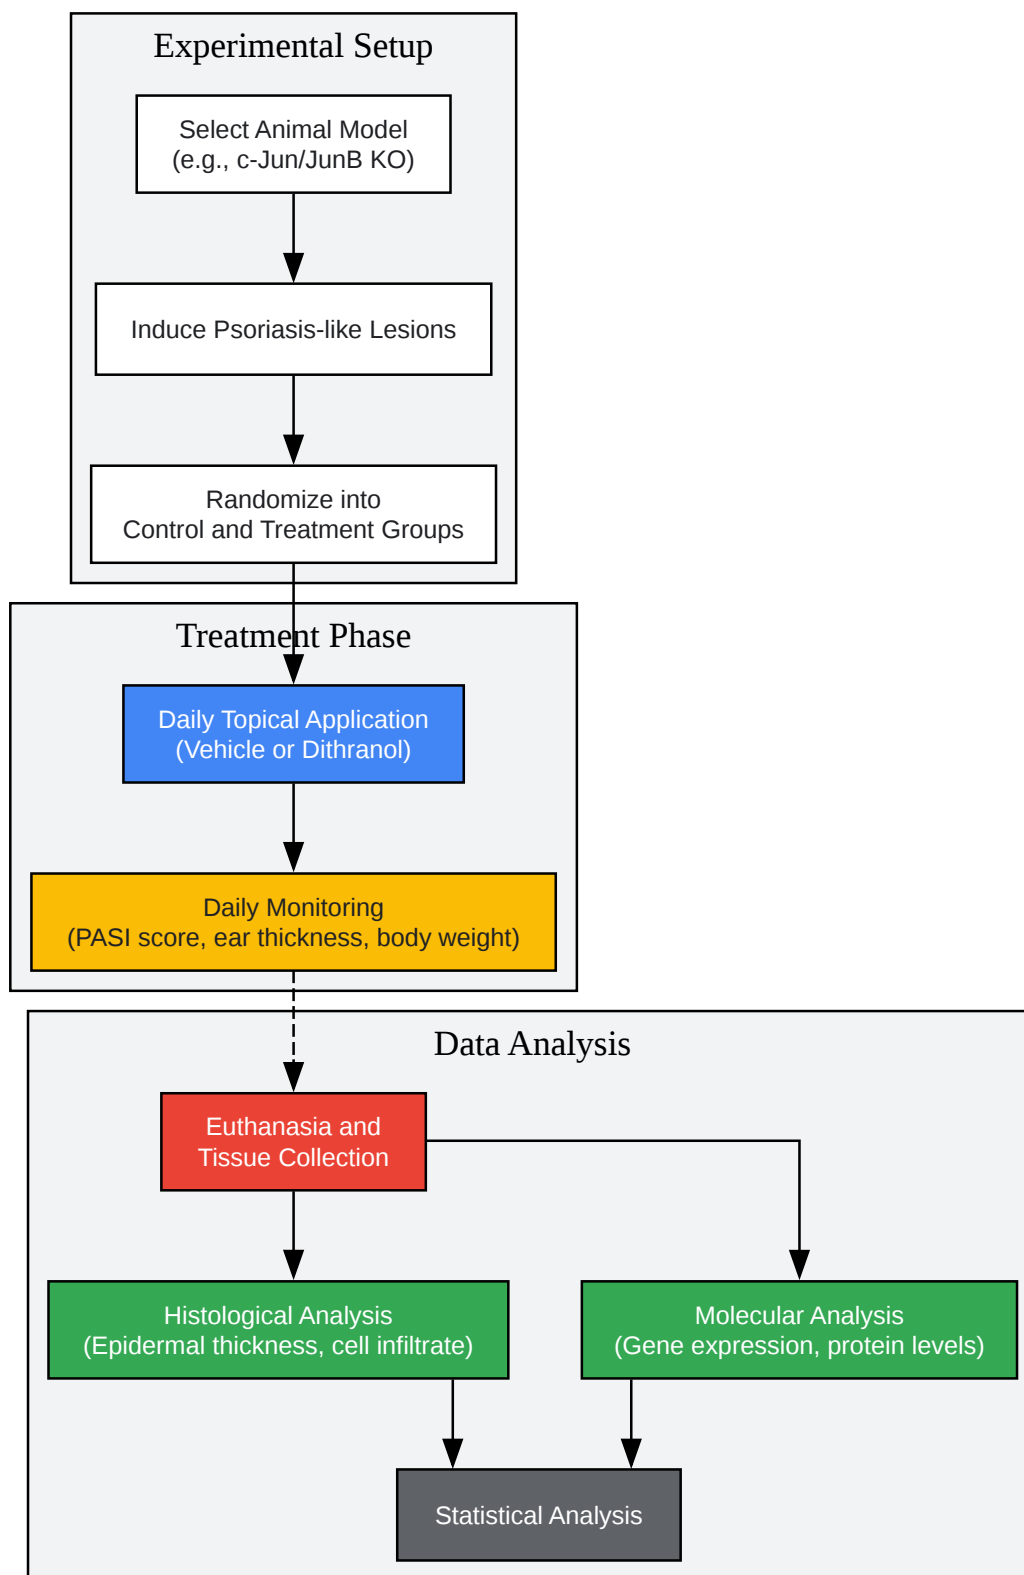 Experimental Setup
Select Animal Model
(e.g., c-Jun/JunB KO)
Induce Psoriasis-like Lesions
Randomize into
Control and Treatment Groups
Treatment Phase
Daily Topical Application
(Vehicle or Dithranol)
Daily Monitoring
(PASI score, ear thickness, body weight)
Data Analysis
Euthanasia and
Tissue Collection
Histological Analysis
(Epidermal thickness, cell infiltrate)
Molecular Analysis
(Gene expression, protein levels)
Statistical Analysis